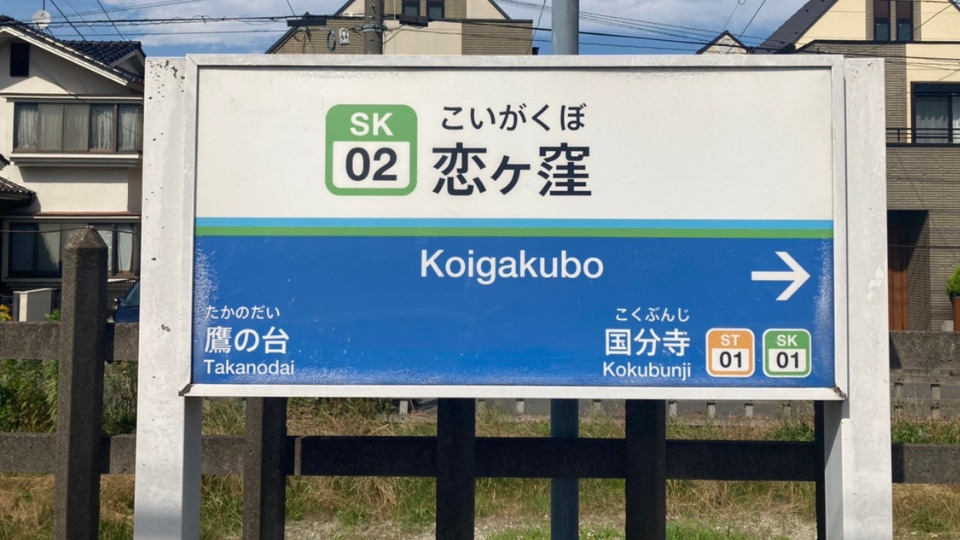 SK
02
こいがくぼ
恋ヶ窪
Koigakubo
たかのだい
鷹の台
Takanodai
こくぶんじ
国分寺
Kokubunji
ST
01
SK
01